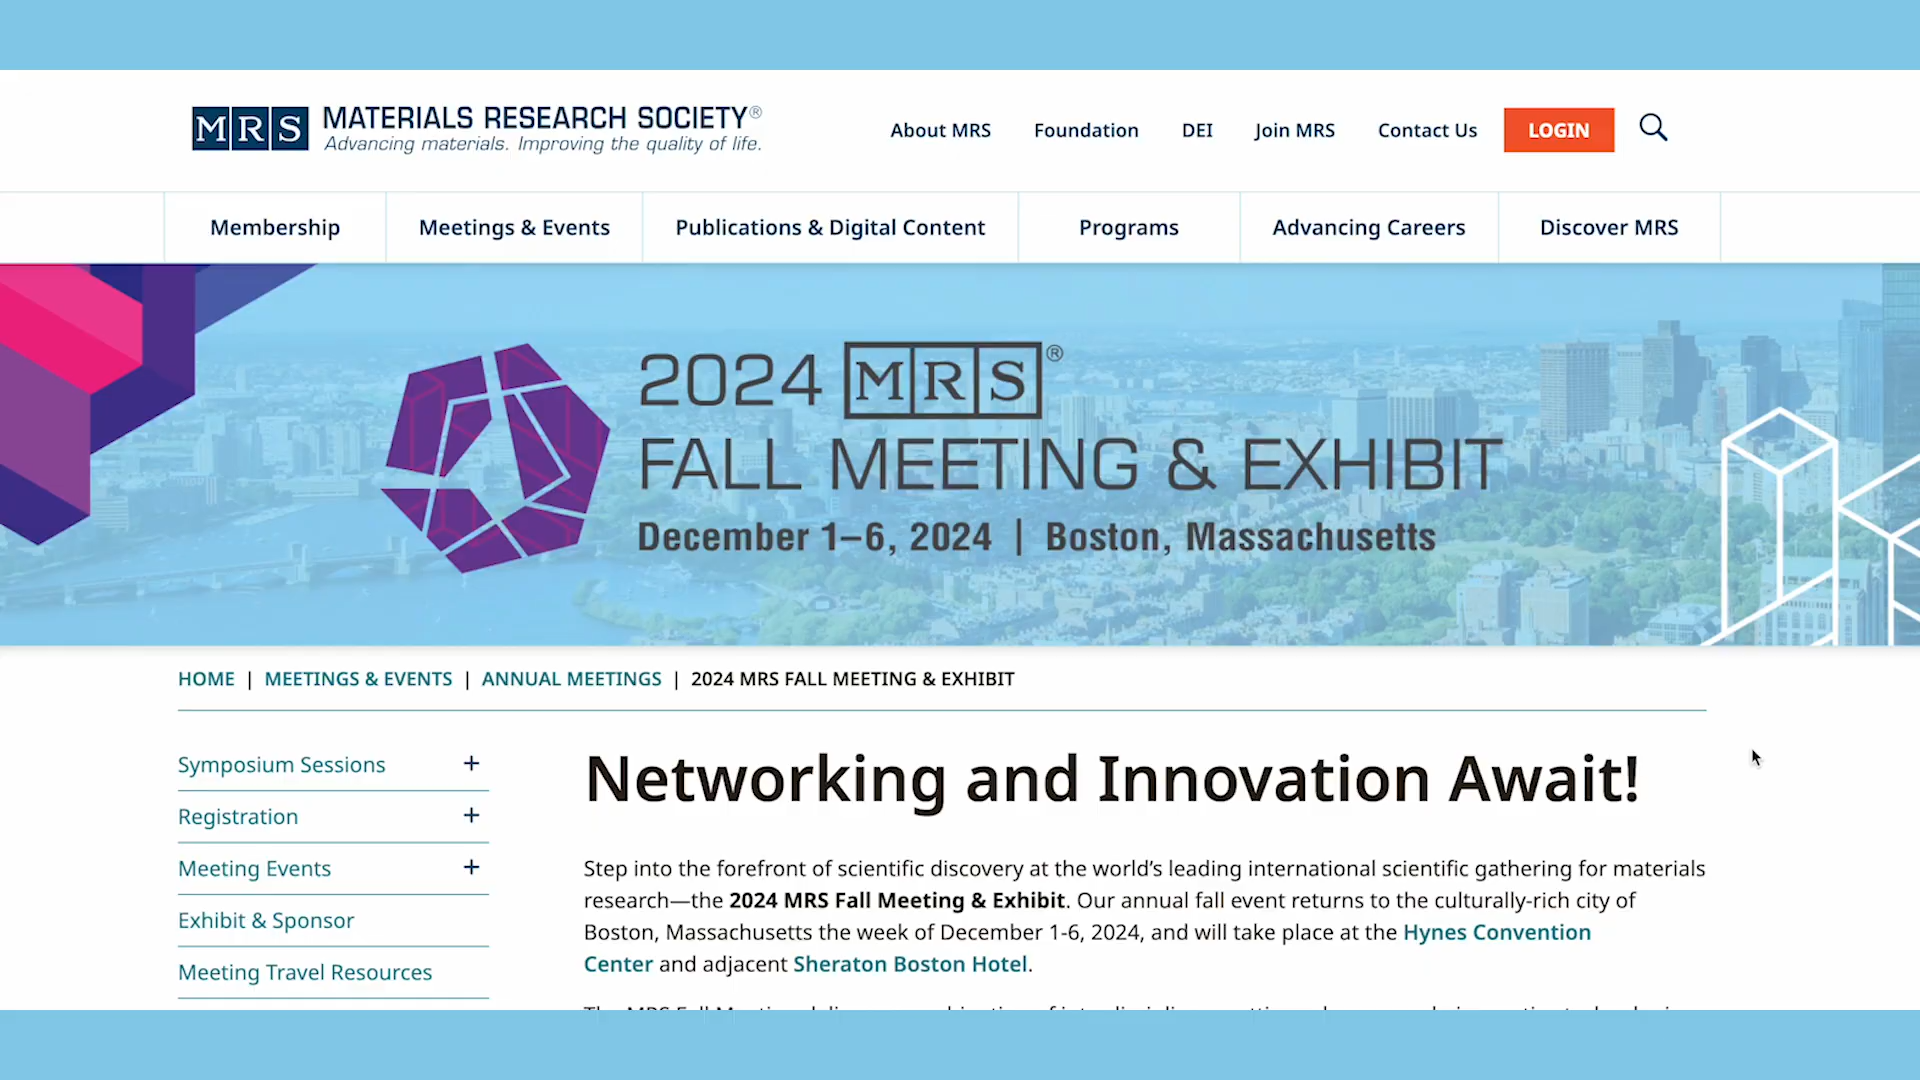 MRS MATERIALS RESEARCH SOCIETY®
Advancing materials. Improving the quality of life.
About MRS Foundation DEI Join MRS Contact Us LOGIN
Membership Meetings & Events Publications & Digital Content Programs Advancing Careers Discover MRS
2024 MRS®
FALL MEETING & EXHIBIT
December 1–6, 2024 | Boston, Massachusetts
HOME | MEETINGS & EVENTS | ANNUAL MEETINGS | 2024 MRS FALL MEETING & EXHIBIT
Symposium Sessions +
Registration +
Meeting Events +
Exhibit & Sponsor
Meeting Travel Resources
Networking and Innovation Await!
Step into the forefront of scientific discovery at the world’s leading international scientific gathering for materials
research—the 2024 MRS Fall Meeting & Exhibit. Our annual fall event returns to the culturally-rich city of
Boston, Massachusetts the week of December 1-6, 2024, and will take place at the Hynes Convention
Center and adjacent Sheraton Boston Hotel.